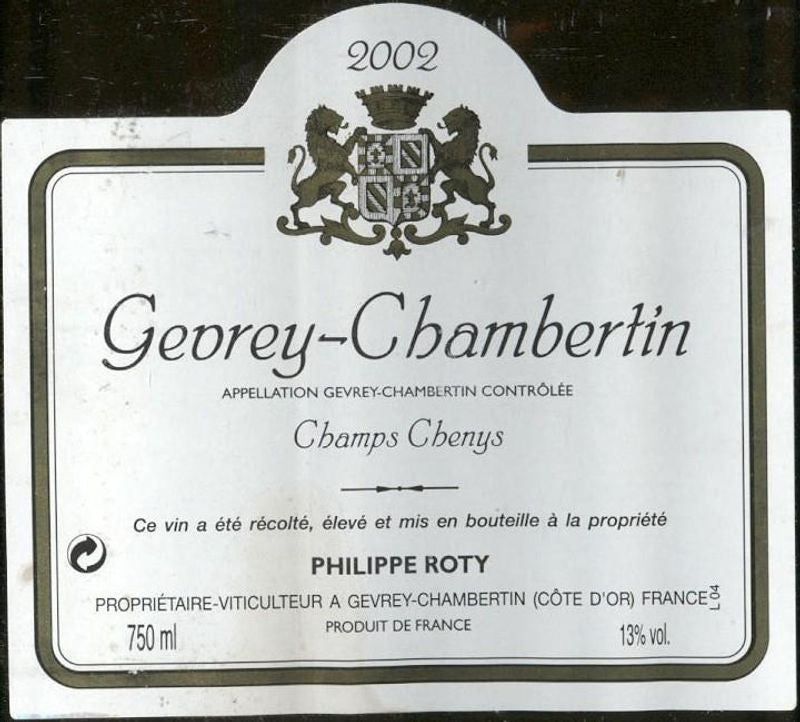 2002
Gevrey-Chambertin
APPELLATION GEVREY-CHAMBERTIN CONTRÔLÉE
Champs Chenys
Ce vin a été récolté, élevé et mis en bouteille à la propriété
PHILIPPE ROTY
PROPRIÉTAIRE-VITICULTEUR A GEVREY-CHAMBERTIN (CÔTE D'OR) FRANCE
L04
750 ml
PRODUIT DE FRANCE
13% vol.